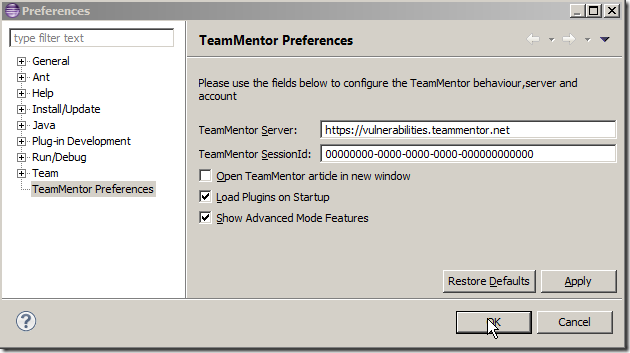 Preferences
type filter text
General
Ant
Help
Install/Update
Java
Plug-in Development
Run/Debug
Team
TeamMentor Preferences
TeamMentor Preferences
Please use the fields below to configure the TeamMentor behaviour,server and
account
TeamMentor Server: https://vulnerabilities.teammentor.net
TeamMentor SessionId: 00000000-0000-0000-0000-000000000000
Open TeamMentor article in new window
Load Plugins on Startup
Show Advanced Mode Features
Restore Defaults Apply
OK Cancel